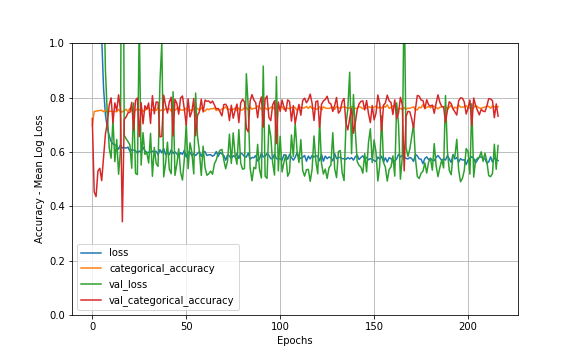 1.0
0.8
0.6
0.4
0.2
0.0
Accuracy - Mean Log Loss
loss
categorical_accuracy
val_loss
val_categorical_accuracy
0 50 100 150 200
Epochs